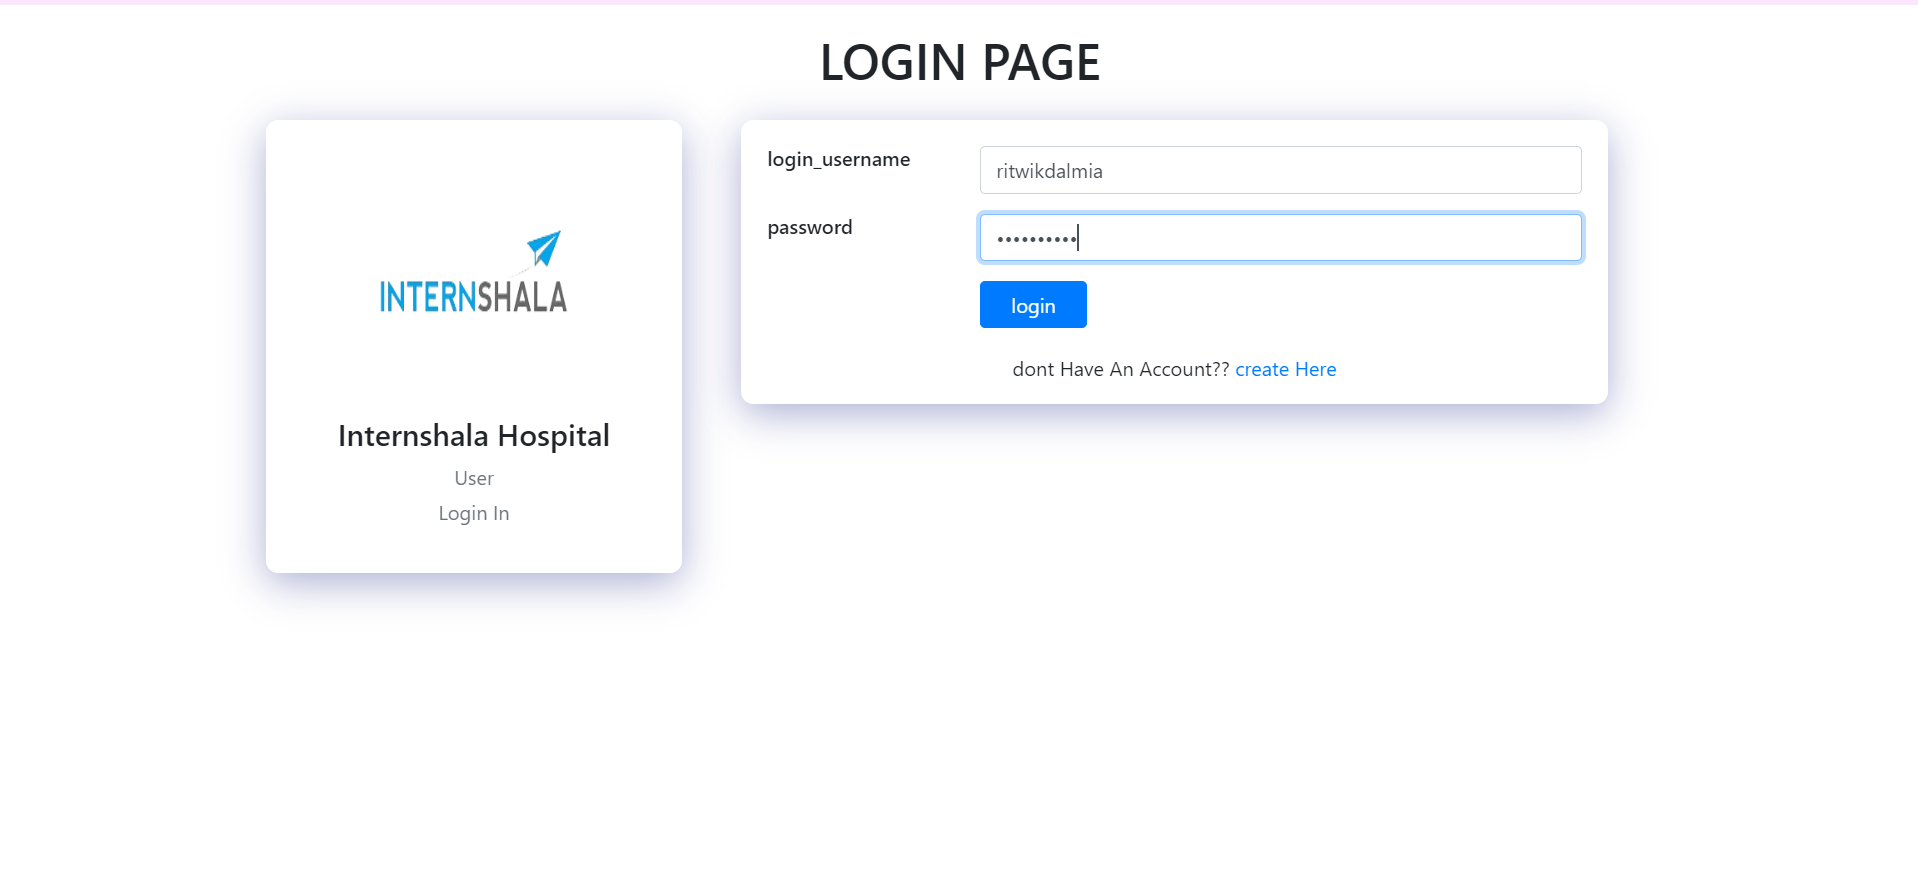 LOGIN PAGE
INTERNSHALA
Internshala Hospital
User
Login In
login_username
ritwikdalmia
password
••••••••••
login
dont Have An Account?? create Here